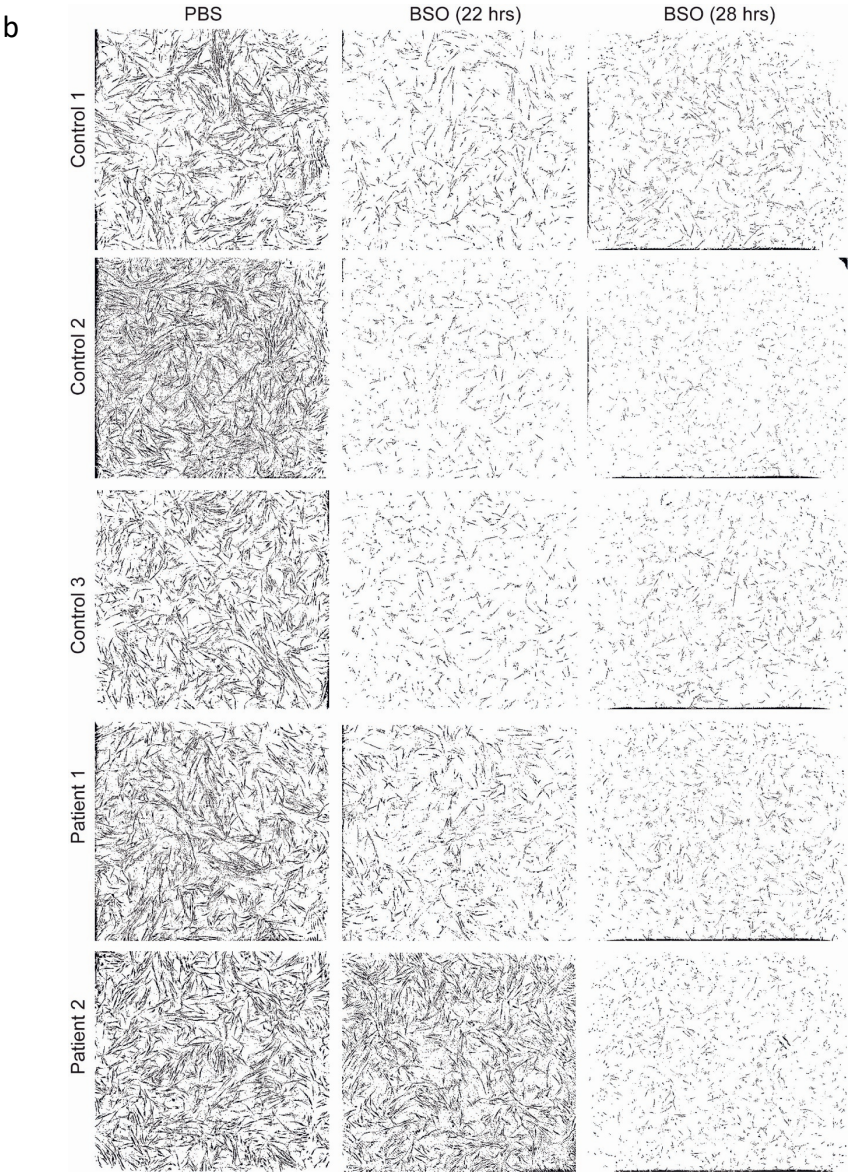 b
PBS BSO (22 hrs) BSO (28 hrs)
Control 1
Control 2
Control 3
Patient 1
Patient 2